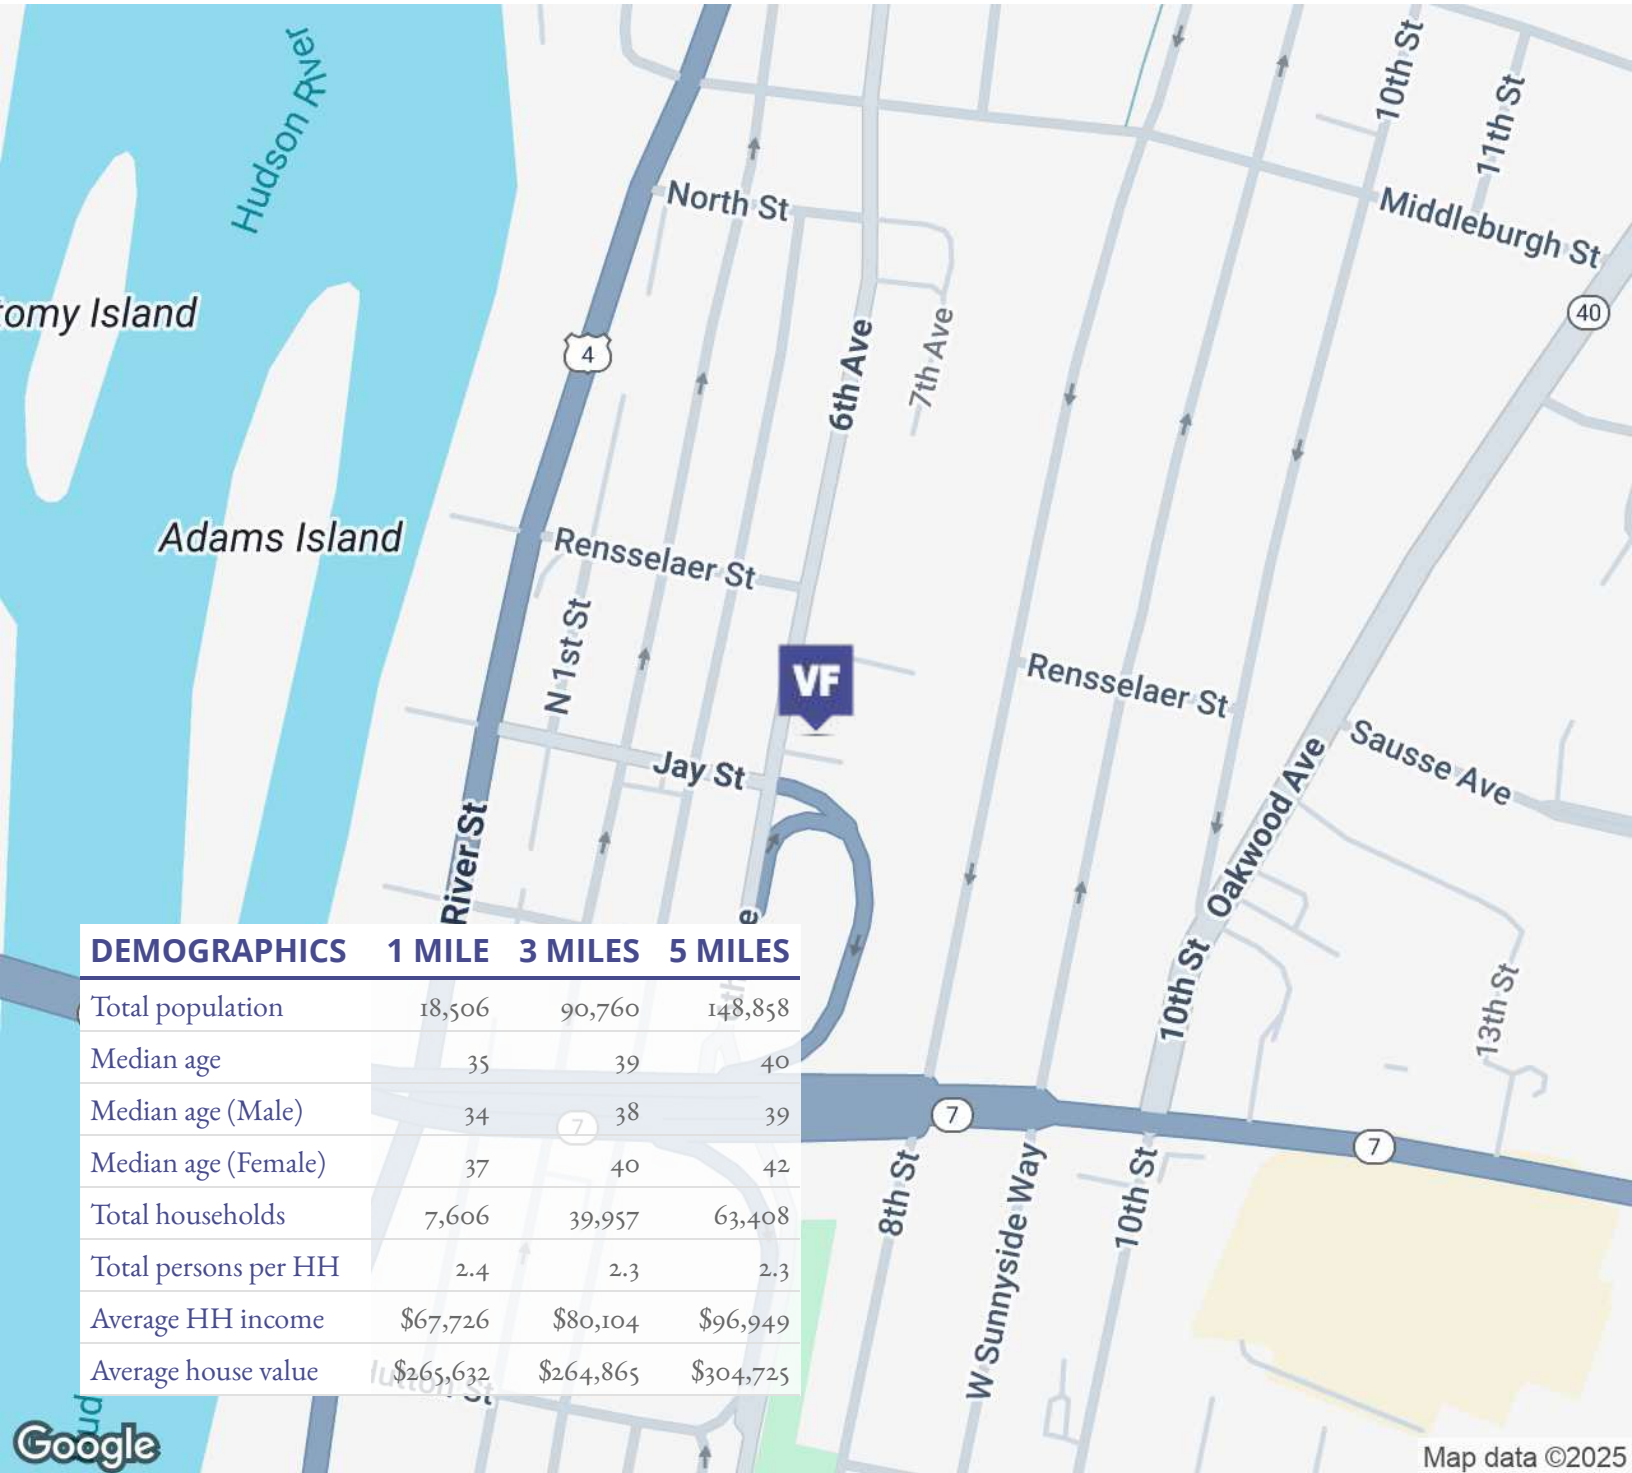 Hudson River
10th St
11th St
North St
Middleburgh St
tomy Island
40
4
6th Ave
7th Ave
Adams Island
Rensselaer St
N 1st St
VF
Rensselaer St
Jay St
Sausse Ave
Oakwood Ave
River St
10th St
13th St
DEMOGRAPHICS 1 MILE 3 MILES 5 MILES
Total population 18,506 90,760 148,858
Median age 35 39 40
Median age (Male) 34 38 39
Median age (Female) 37 40 42
Total households 7,606 39,957 63,408
Total persons per HH 2.4 2.3 2.3
Average HH income $67,726 $80,104 $96,949
Average house value $265,632 $264,865 $304,725
7
7
7
8th St
W Sunnyside Way
10th St
Google
Map data ©2025